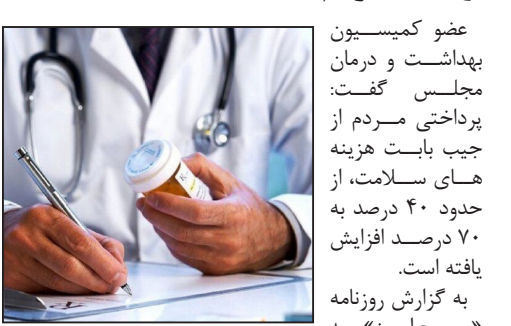 عضو کمیسیون
بهداشت و درمان
مجلس گفت:
پرداختی مردم از
جیب بابت هزینه
های سلامت، از
حدود ۴۰ درصد به
۷۰ درصد افزایش
یافته است.
به گزارش روزنامه